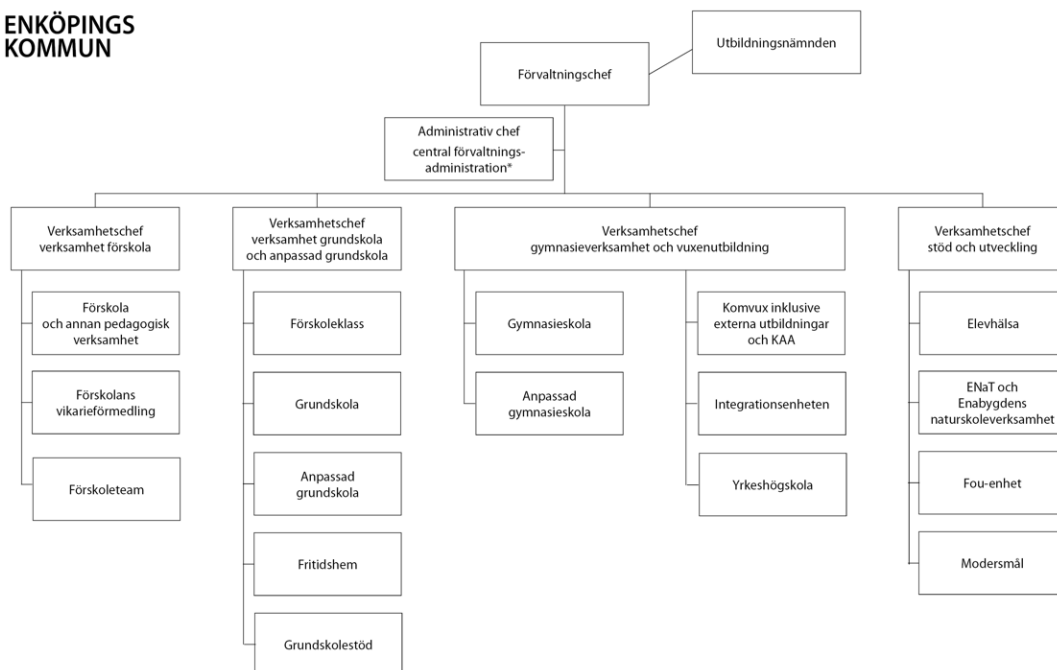 ENKÖPINGS
KOMMUN
Utbildningsnämnden
Förvaltningschef
Administrativ chef
central förvaltnings-
administration*
Verksamhetschef
verksamhet förskola
Verksamhetschef
verksamhet grundskola
och anpassad grundskola
Verksamhetschef
gymnasieverksamhet och vuxenutbildning
Verksamhetschef
stöd och utveckling
Förskola
och annan pedagogisk
verksamhet
Förskolans
vikarieförmedling
Förskoleteam
Förskoleklass
Grundskola
Anpassad
grundskola
Fritidshem
Grundskolestöd
Gymnasieskola
Anpassad
gymnasieskola
Komvux inklusive
externa utbildningar
och KAA
Integrationsenheten
Yrkeshögskola
Elevhälsa
ENaT och
Enabygdens
naturskoleverksamhet
Fou-enhet
Modersmål